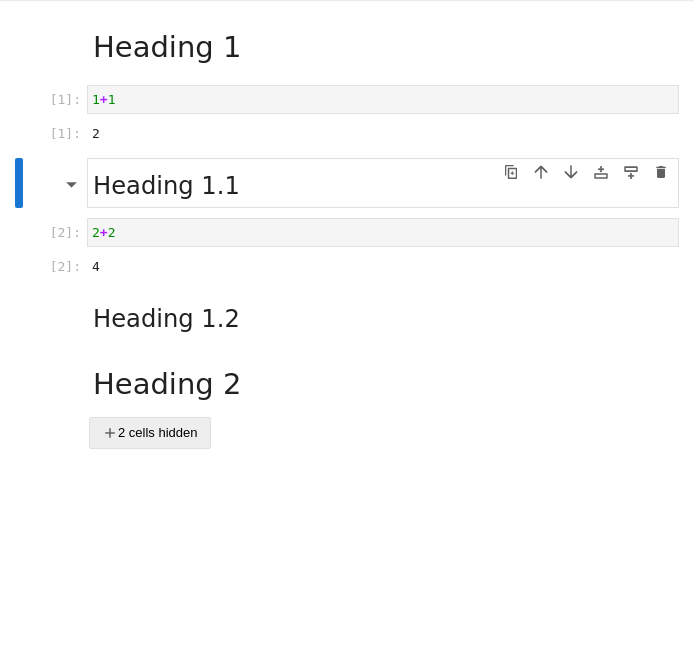 Heading 1
[1]: 1+1
[1]: 2
Heading 1.1
[2]: 2+2
[2]: 4
Heading 1.2
Heading 2
2 cells hidden